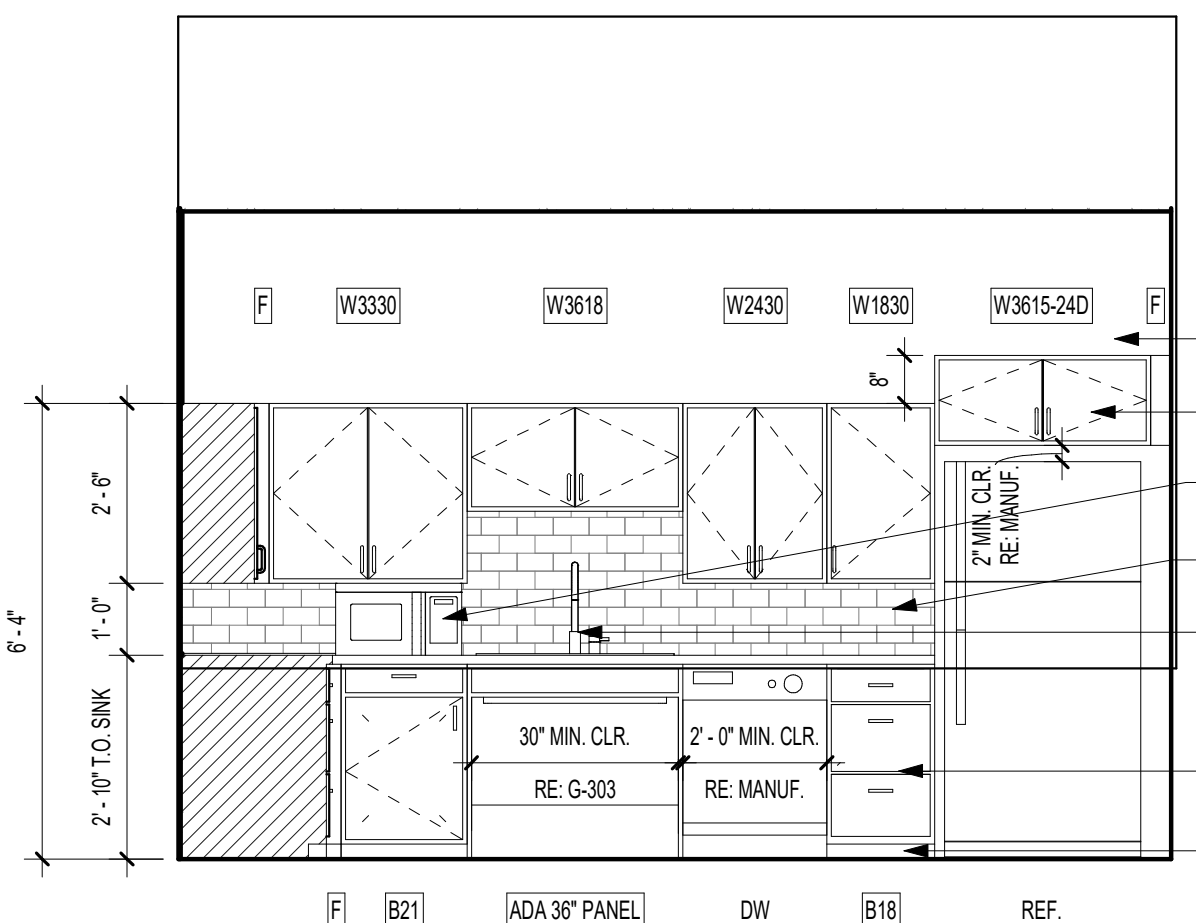 F
W3330
W3618
W2430
W1830
W3615-24D
F
8"
2" MIN. CLR.
RE: MANUF.
6' - 4"
2' - 6"
1' - 0"
2' - 10" T.O. SINK
30" MIN. CLR.
RE: G-303
2' - 0" MIN. CLR.
RE: MANUF.
F
B21
ADA 36" PANEL
DW
B18
REF.